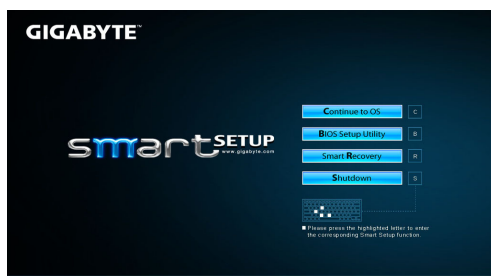 GIGABYTE™
smart SETUP
www.gigabyte.com
Continue to OS C
BIOS Setup Utility B
Smart Recovery R
Shutdown S
Please press the highlighted letter to enter
the corresponding Smart Setup function.